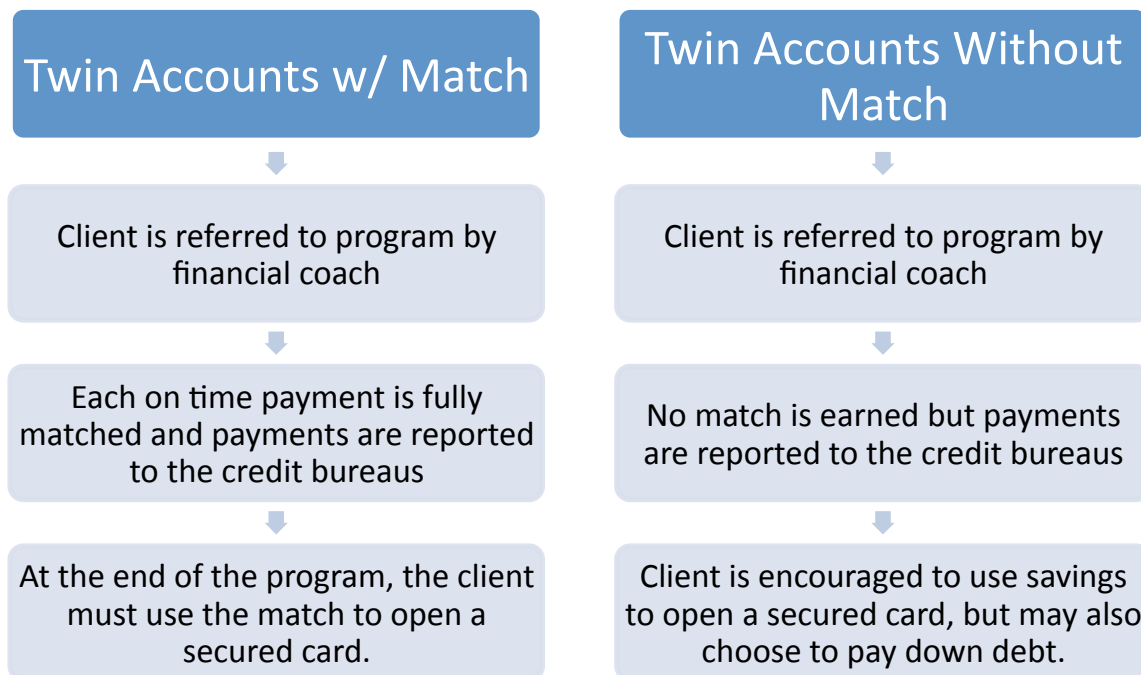 Twin Accounts w/ Match
Client is referred to program by
financial coach
Each on time payment is fully
matched and payments are reported
to the credit bureaus
At the end of the program, the client
must use the match to open a
secured card.
Twin Accounts Without
Match
Client is referred to program by
financial coach
No match is earned but payments
are reported to the credit bureaus
Client is encouraged to use savings
to open a secured card, but may also
choose to pay down debt.